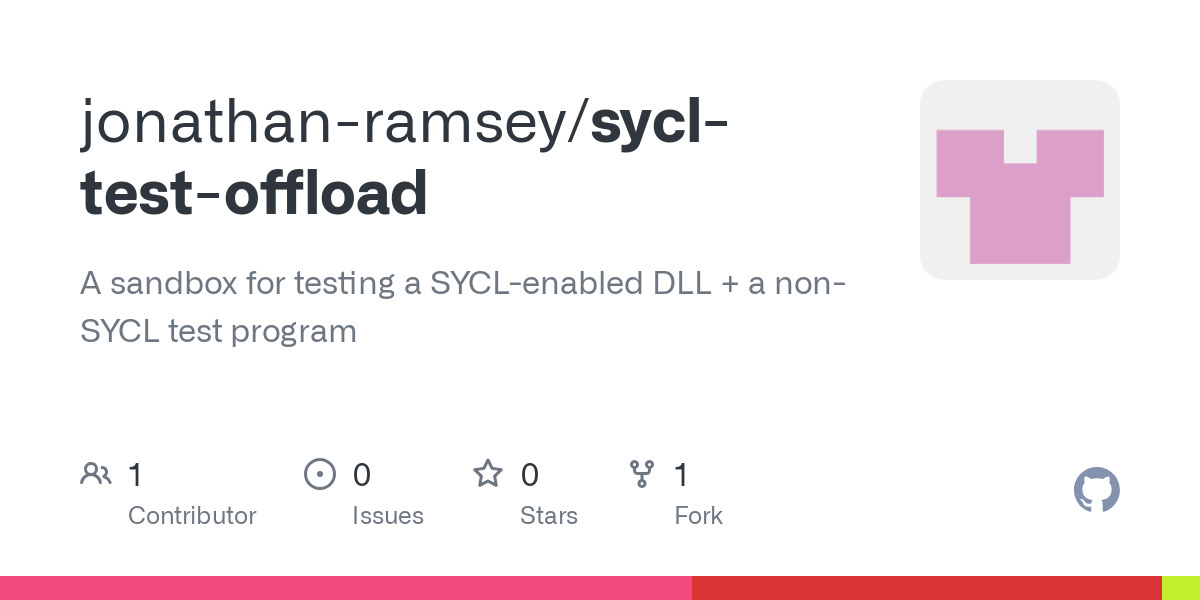 jonathan-ramsey/sycl-
test-offload
A sandbox for testing a SYCL-enabled DLL + a non-
SYCL test program
1 0 0 1
Contributor Issues Stars Fork